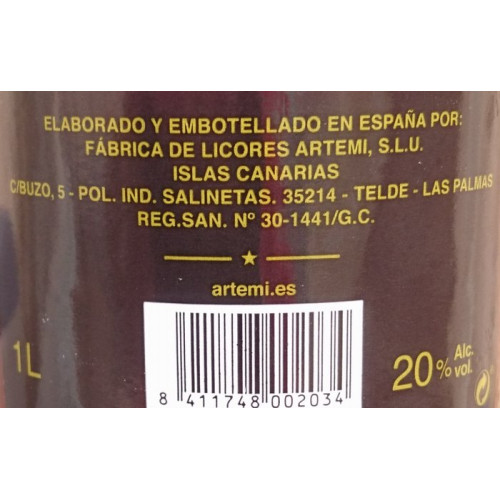 ELABORADO Y EMBOTELLADO EN ESPAÑA POR:
FÁBRICA DE LICORES ARTEMI, S.L.U.
ISLAS CANARIAS
C/BUZO, 5 - POL. IND. SALINETAS. 35214 - TELDE - LAS PALMAS
REG.SAN. Nº 30-1441/G.C.
artemi.es
1L
20% Alc. vol.
8 411748 002034